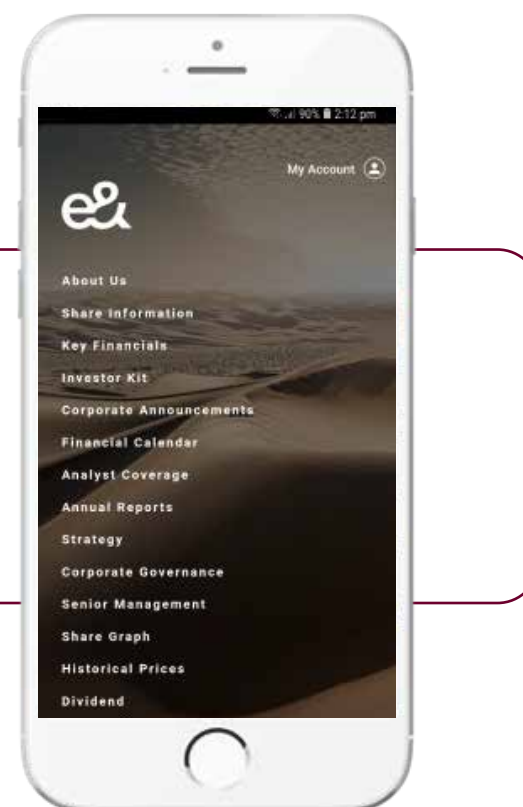 90% 2:12 pm
My Account
e&
About Us
Share Information
Key Financials
Investor Kit
Corporate Announcements
Financial Calendar
Analyst Coverage
Annual Reports
Strategy
Corporate Governance
Senior Management
Share Graph
Historical Prices
Dividend